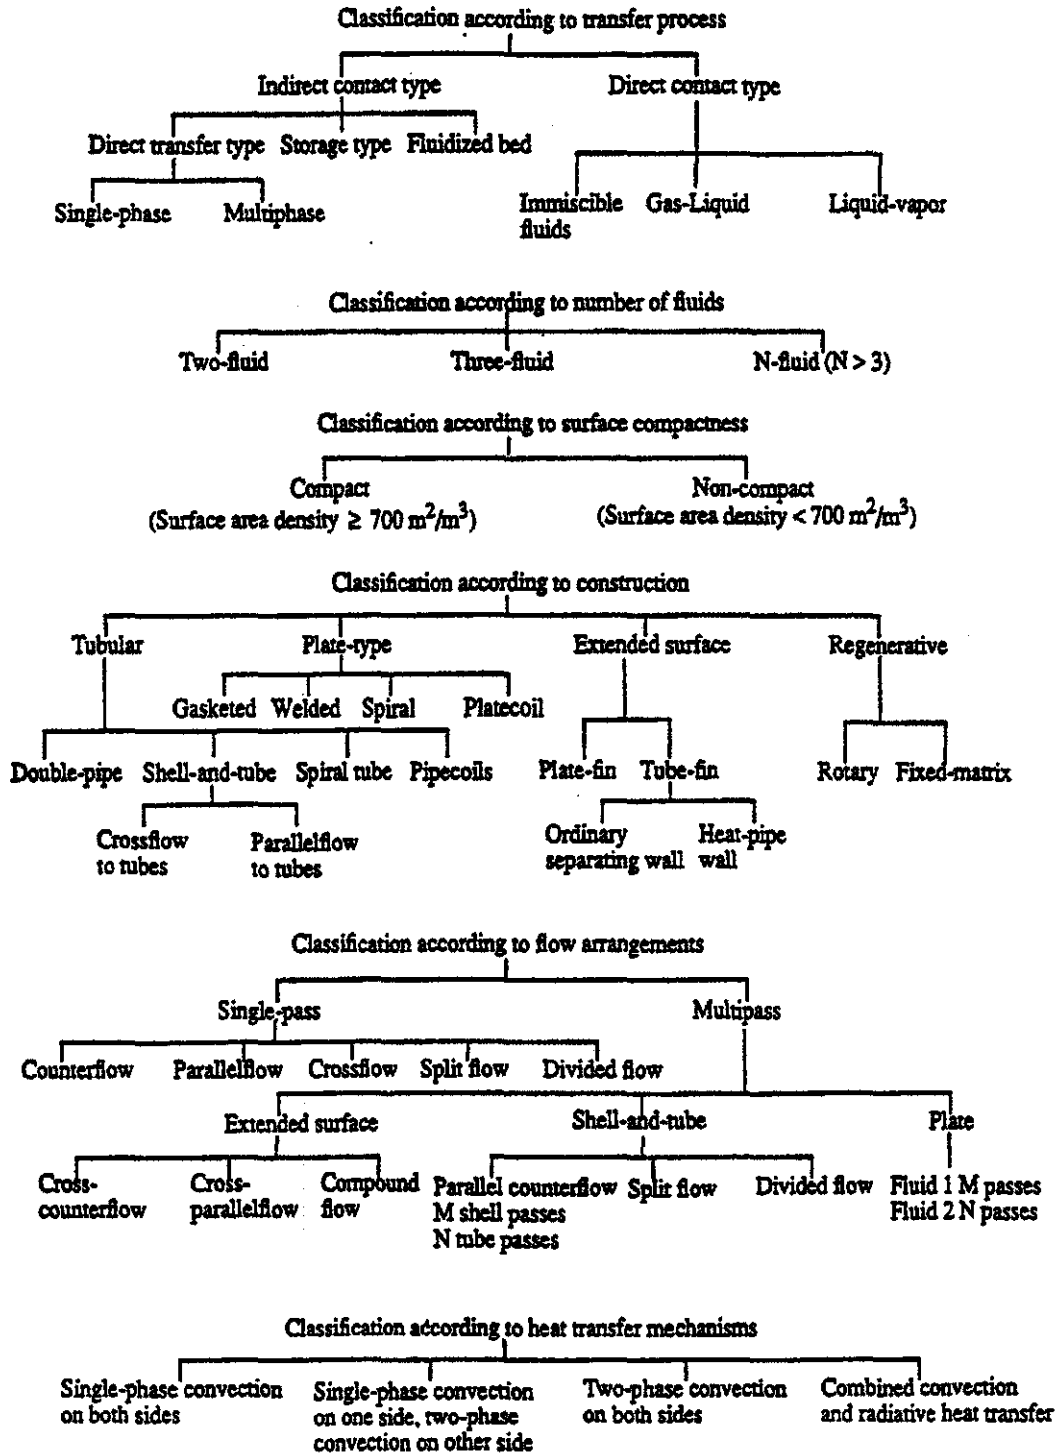 Classification according to transfer process
Indirect contact type
Direct contact type
Direct transfer type
Storage type
Fluidized bed
Single-phase
Multiphase
Immiscible
fluids
Gas-Liquid
Liquid-vapor
Classification according to number of fluids
Two-fluid
Three-fluid
N-fluid (N > 3)
Classification according to surface compactness
Compact
(Surface area density ≥ 700 m²/m³)
Non-compact
(Surface area density < 700 m²/m³)
Classification according to construction
Tubular
Plate-type
Extended surface
Regenerative
Gasketed
Welded
Spiral
Platecoil
Double-pipe
Shell-and-tube
Spiral tube
Pipecoils
Plate-fin
Tube-fin
Rotary
Fixed-matrix
Crossflow
to tubes
Parallelflow
to tubes
Ordinary
separating wall
Heat-pipe
wall
Classification according to flow arrangements
Single-pass
Multipass
Counterflow
Parallelflow
Crossflow
Split flow
Divided flow
Extended surface
Shell-and-tube
Plate
Cross-
counterflow
Cross-
parallelflow
Compound
flow
Parallel counterflow
M shell passes
N tube passes
Split flow
Divided flow
Fluid 1 M passes
Fluid 2 N passes
Classification according to heat transfer mechanisms
Single-phase convection
on both sides
Single-phase convection
on one side, two-phase
convection on other side
Two-phase convection
on both sides
Combined convection
and radiative heat transfer